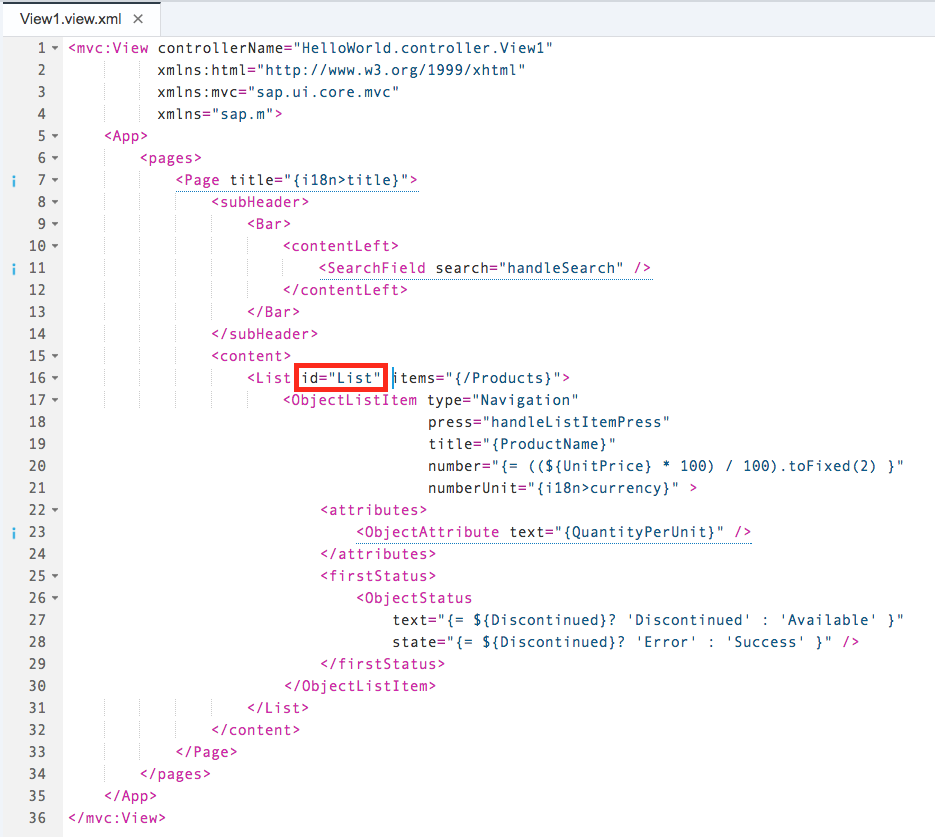 View1.view.xml ×
1 <mvc:View controllerName="HelloWorld.controller.View1"
2 xmlns:html="http://www.w3.org/1999/xhtml"
3 xmlns:mvc="sap.ui.core.mvc"
4 xmlns="sap.m">
5 <App>
6 <pages>
7 <Page title="{i18n>title}">
8 <subHeader>
9 <Bar>
10 <contentLeft>
11 <SearchField search="handleSearch" />
12 </contentLeft>
13 </Bar>
14 </subHeader>
15 <content>
16 <List id="List" items="{/Products}">
17 <ObjectListItem type="Navigation"
18 press="handleListItemPress"
19 title="{ProductName}"
20 number="{= ((${UnitPrice} * 100) / 100).toFixed(2) }"
21 numberUnit="{i18n>currency}" >
22 <attributes>
23 <ObjectAttribute text="{QuantityPerUnit}" />
24 </attributes>
25 <firstStatus>
26 <ObjectStatus
27 text="{= ${Discontinued}? 'Discontinued' : 'Available' }"
28 state="{= ${Discontinued}? 'Error' : 'Success' }" />
29 </firstStatus>
30 </ObjectListItem>
31 </List>
32 </content>
33 </Page>
34 </pages>
35 </App>
36 </mvc:View>